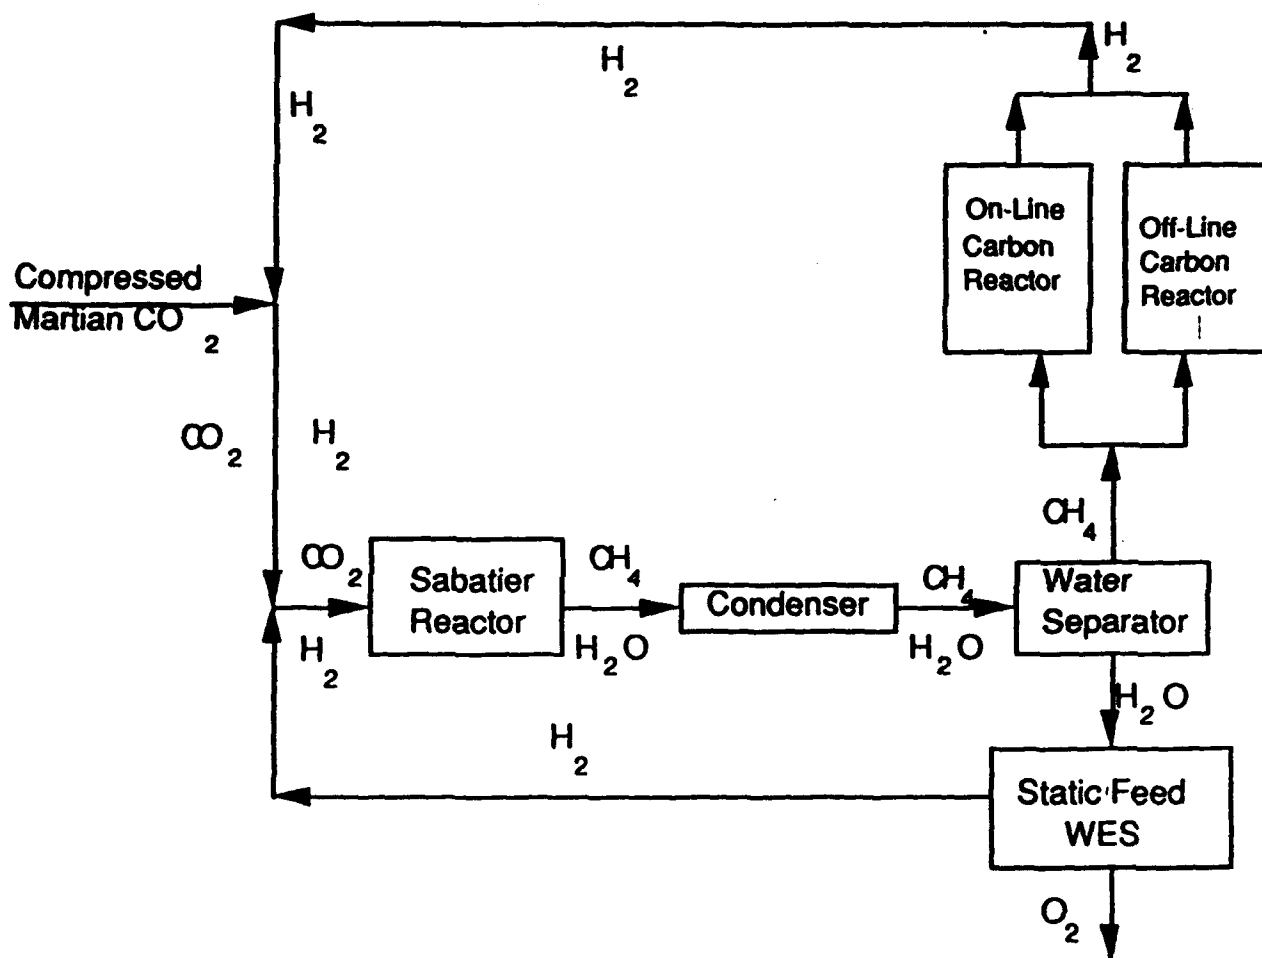 H2
H2
H2
On-Line
Carbon
Reactor
Off-Line
Carbon
Reactor
Compressed
Martian CO2
CO2 H2
CH4
CO2
H2
Sabatier
Reactor
CH4
H2O
Condenser
CH4
H2O
Water
Separator
H2O
H2
Static Feed
WES
O2